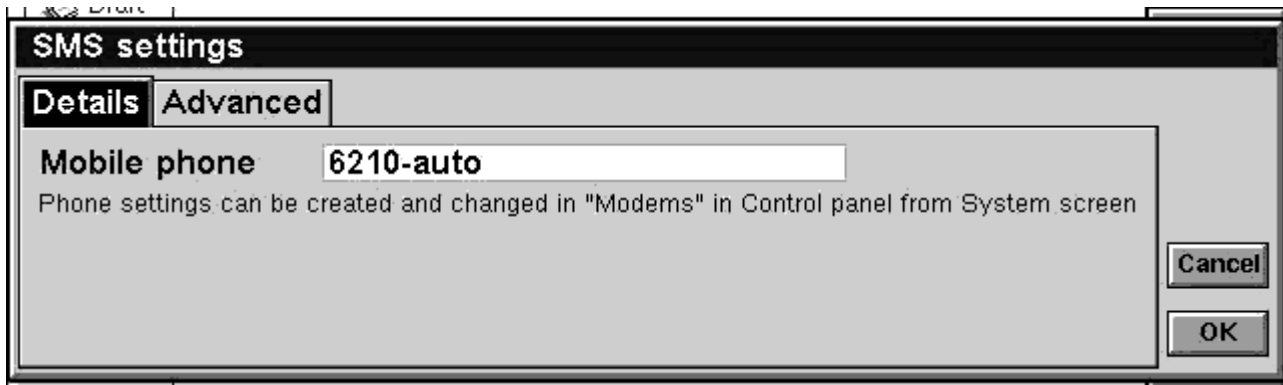 Draft
SMS settings
Details Advanced
Mobile phone 6210-auto
Phone settings can be created and changed in "Modems" in Control panel from System screen
Cancel
OK